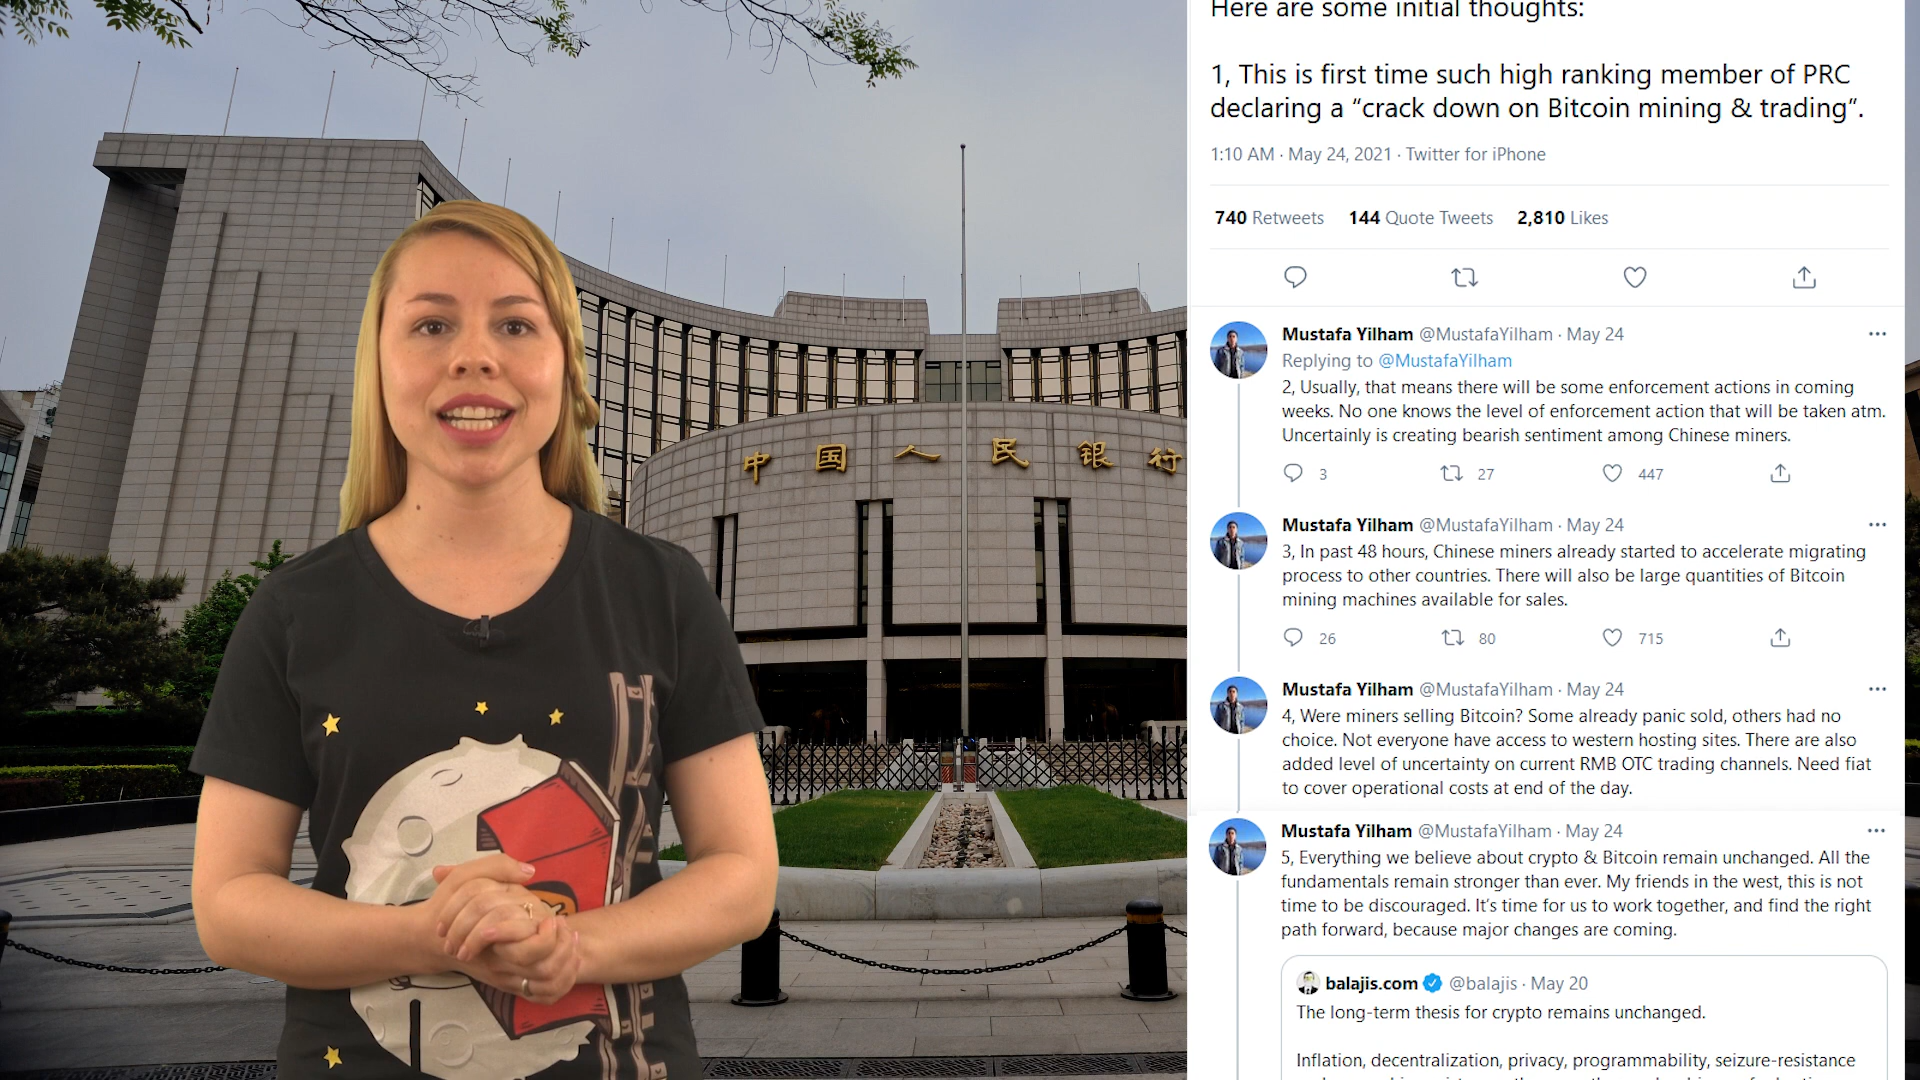 中国人民银行
Here are some initial thoughts:
1, This is first time such high ranking member of PRC
declaring a “crack down on Bitcoin mining & trading”.
1:10 AM · May 24, 2021 · Twitter for iPhone
740 Retweets 144 Quote Tweets 2,810 Likes
Mustafa Yilham @MustafaYilham · May 24
Replying to @MustafaYilham
2, Usually, that means there will be some enforcement actions in coming
weeks. No one knows the level of enforcement action that will be taken atm.
Uncertainly is creating bearish sentiment among Chinese miners.
3 27 447
Mustafa Yilham @MustafaYilham · May 24
3, In past 48 hours, Chinese miners already started to accelerate migrating
process to other countries. There will also be large quantities of Bitcoin
mining machines available for sales.
26 80 715
Mustafa Yilham @MustafaYilham · May 24
4, Were miners selling Bitcoin? Some already panic sold, others had no
choice. Not everyone have access to western hosting sites. There are also
added level of uncertainty on current RMB OTC trading channels. Need fiat
to cover operational costs at end of the day.
Mustafa Yilham @MustafaYilham · May 24
5, Everything we believe about crypto & Bitcoin remain unchanged. All the
fundamentals remain stronger than ever. My friends in the west, this is not
time to be discouraged. It’s time for us to work together, and find the right
path forward, because major changes are coming.
balajis.com @balajis · May 20
The long-term thesis for crypto remains unchanged.
Inflation, decentralization, privacy, programmability, seizure-resistance